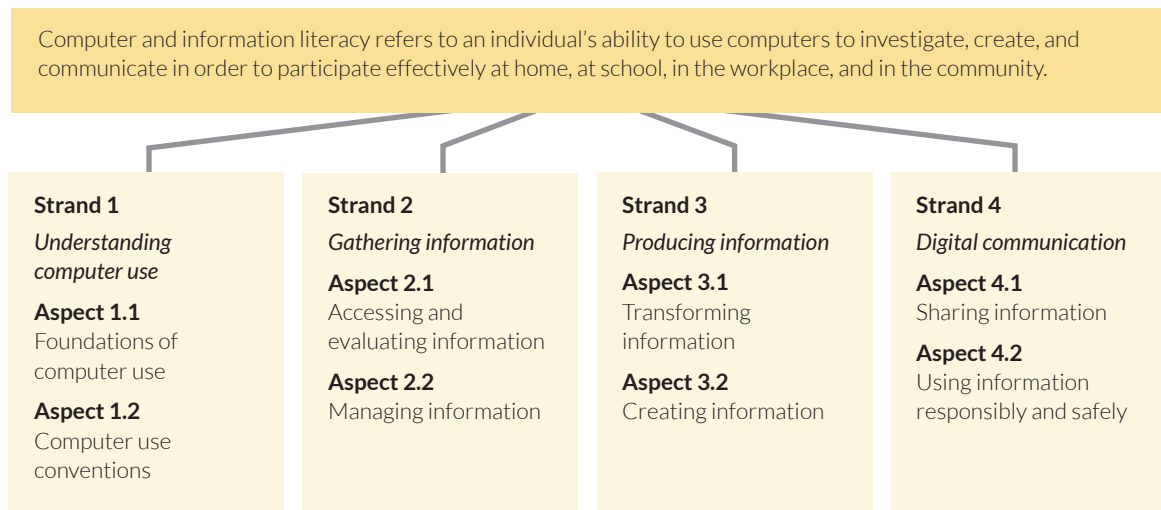 Computer and information literacy refers to an individual’s ability to use computers to investigate, create, and
communicate in order to participate effectively at home, at school, in the workplace, and in the community.
Strand 1
Understanding
computer use
Aspect 1.1
Foundations of
computer use
Aspect 1.2
Computer use
conventions
Strand 2
Gathering information
Aspect 2.1
Accessing and
evaluating information
Aspect 2.2
Managing information
Strand 3
Producing information
Aspect 3.1
Transforming
information
Aspect 3.2
Creating information
Strand 4
Digital communication
Aspect 4.1
Sharing information
Aspect 4.2
Using information
responsibly and safely